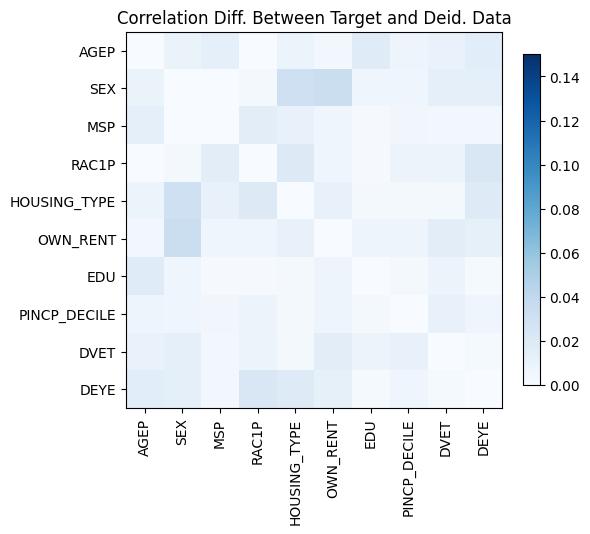 Correlation Diff. Between Target and Deid. Data
AGEP
SEX
MSP
RAC1P
HOUSING_TYPE
OWN_RENT
EDU
PINCP_DECILE
DVET
DEYE
AGEP
SEX
MSP
RAC1P
HOUSING_TYPE
OWN_RENT
EDU
PINCP_DECILE
DVET
DEYE
0.14
0.12
0.10
0.08
0.06
0.04
0.02
0.00